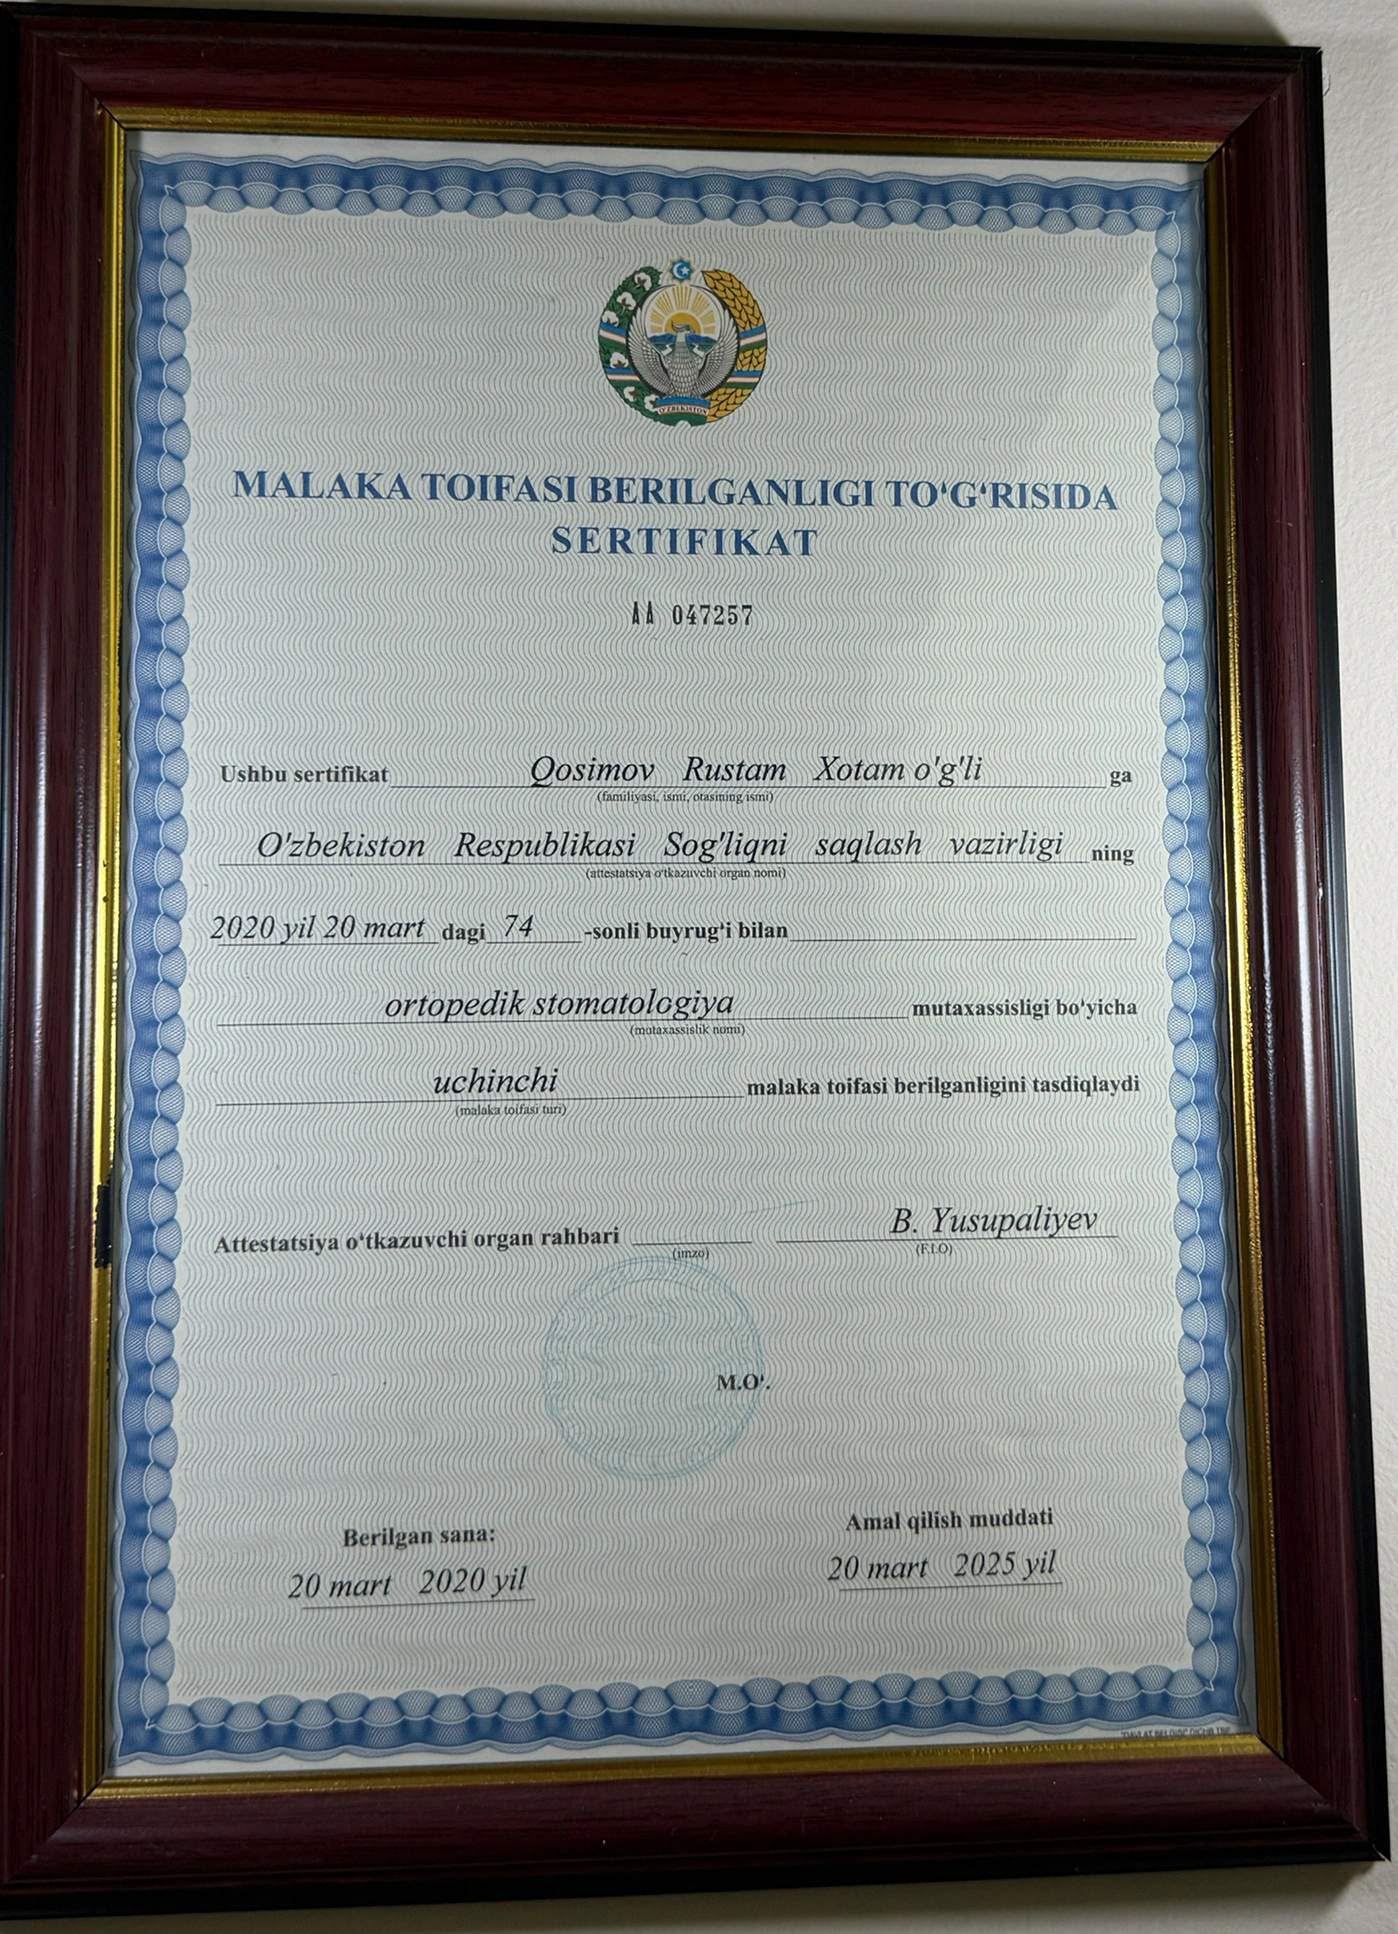 O'ZBEKISTON
MALAKA TOIFASI BERILGANLIGI TO‘G‘RISIDA
SERTIFIKAT
AA 047257
Ushbu sertifikat Qosimov Rustam Xotam o'g'li ga
(familiyasi, ismi, otasining ismi)
O'zbekiston Respublikasi Sog'liqni saqlash vazirligi ning
(attestatsiya o‘tkazuvchi organ nomi)
2020 yil 20 mart dagi 74 -sonli buyrug‘i bilan
ortopedik stomatologiya mutaxassisligi bo‘yicha
(mutaxassislik nomi)
uchinchi malaka toifasi berilganligini tasdiqlaydi
(malaka toifasi turi)
Attestatsiya o‘tkazuvchi organ rahbari B. Yusupaliyev
(imzo) (F.I.O)
M.O‘.
Berilgan sana: Amal qilish muddati
20 mart 2020 yil 20 mart 2025 yil